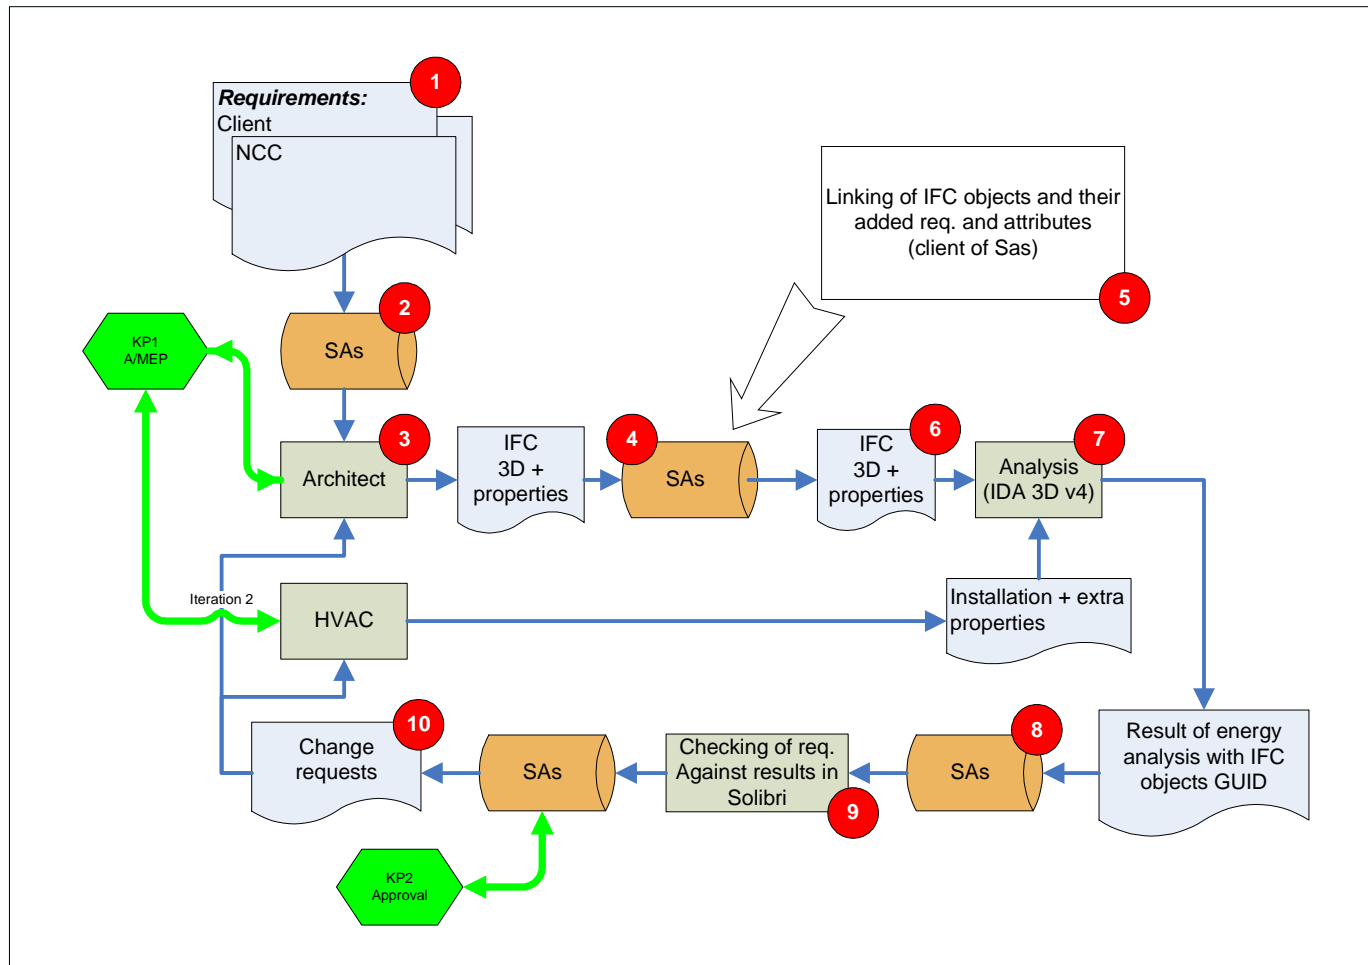 1
Requirements:
Client
NCC
Linking of IFC objects and their
added req. and attributes
(client of Sas)
5
2
SAs
KP1
A/MEP
3
Architect
IFC
3D +
properties
4
SAs
IFC
3D +
properties
6
7
Analysis
(IDA 3D v4)
Iteration 2
HVAC
Installation + extra
properties
10
Change
requests
SAs
Checking of req.
Against results in
Solibri
9
8
SAs
Result of energy
analysis with IFC
objects GUID
KP2
Approval